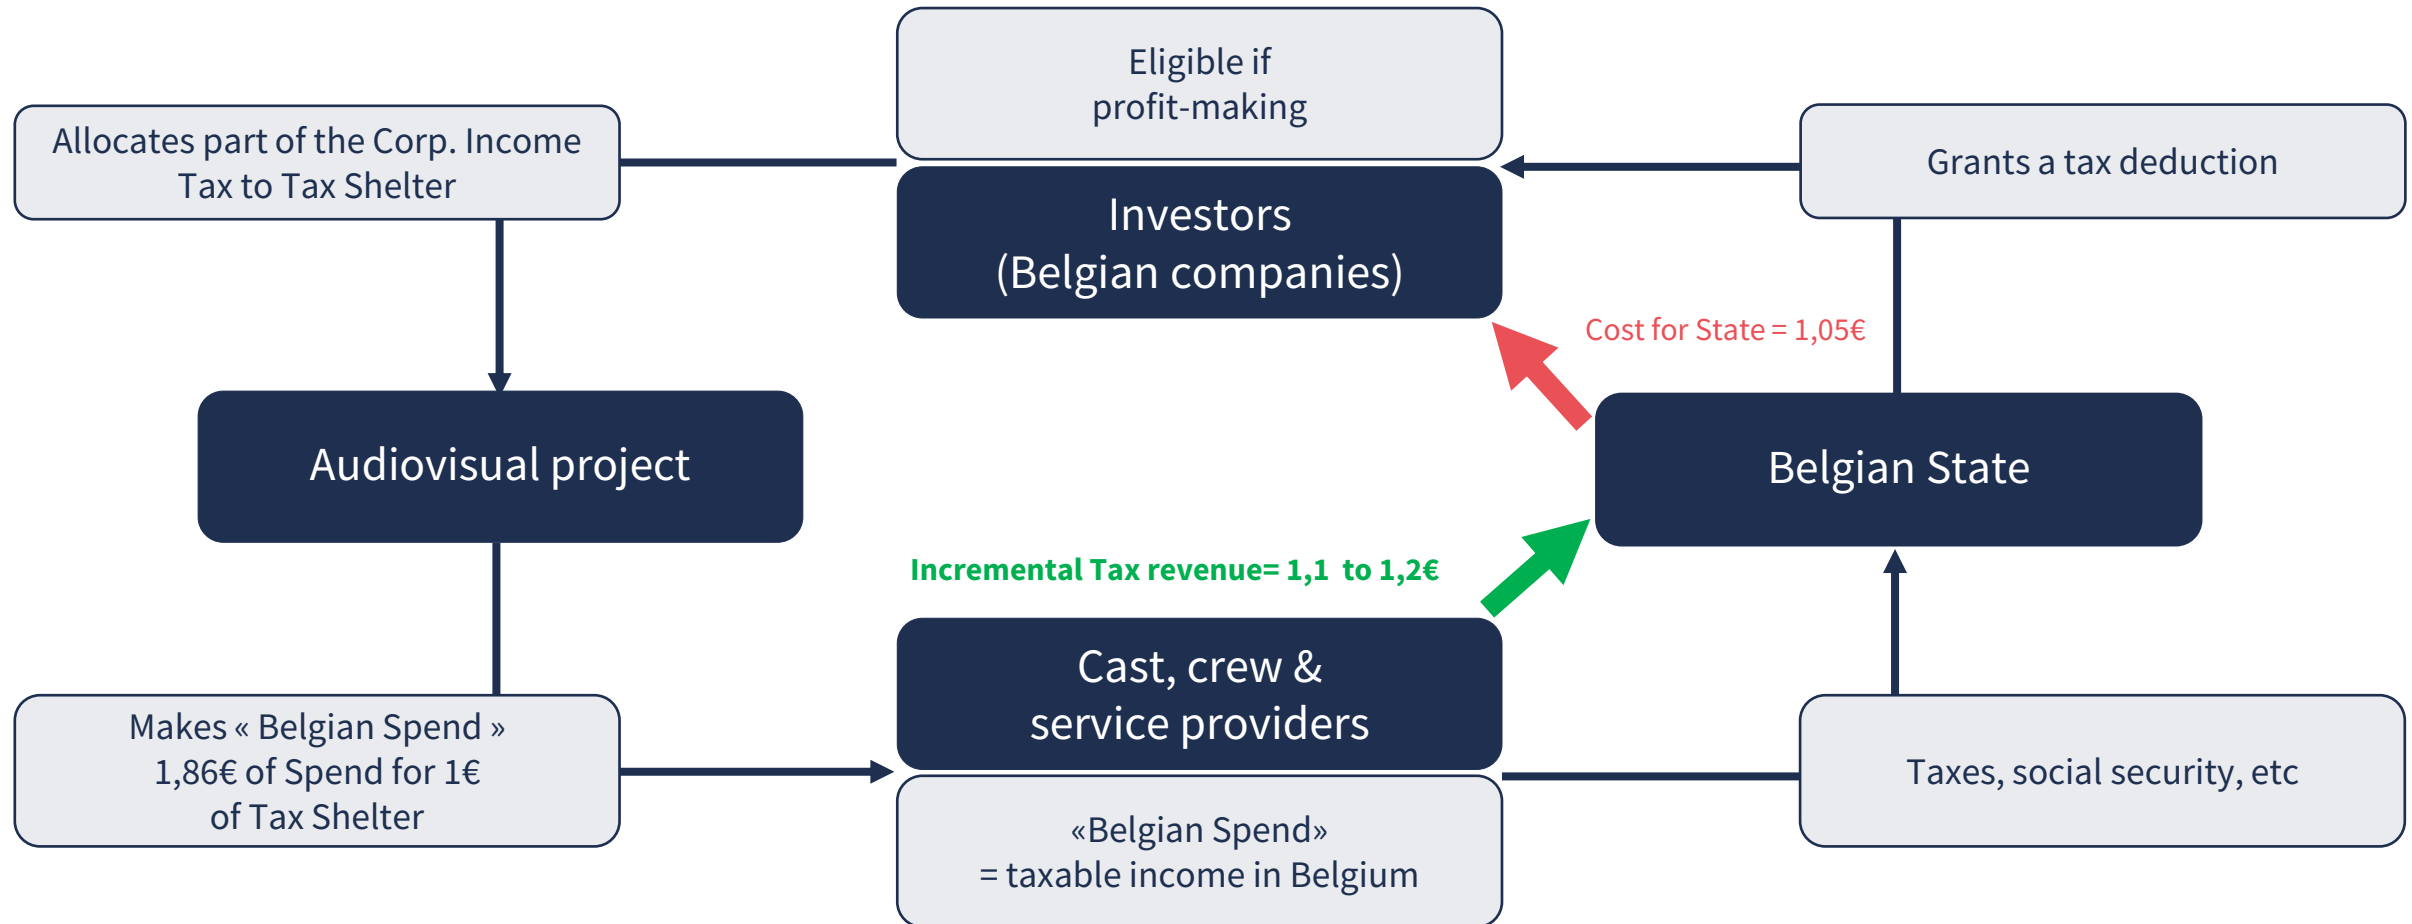 Eligible if
profit-making
Allocates part of the Corp. Income
Tax to Tax Shelter
Grants a tax deduction
Investors
(Belgian companies)
Cost for State = 1,05€
Audiovisual project
Belgian State
Incremental Tax revenue= 1,1  to 1,2€
Cast, crew &
service providers
Makes « Belgian Spend »
1,86€ of Spend for 1€
of Tax Shelter
Taxes, social security, etc
«Belgian Spend»
= taxable income in Belgium